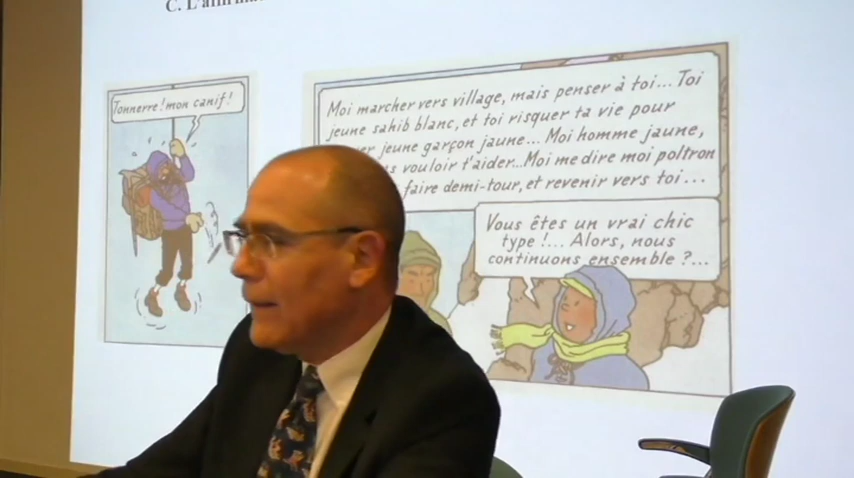 C. L'affirma
Tonnerre ! mon canif !
Moi marcher vers village, mais penser à toi... Toi
jeune sahib blanc, et toi risquer ta vie pour
jeune garçon jaune... Moi homme jaune,
vouloir t'aider... Moi me dire moi poltron
faire demi-tour, et revenir vers toi...
Vous êtes un vrai chic
type !... Alors, nous
continuons ensemble ?...